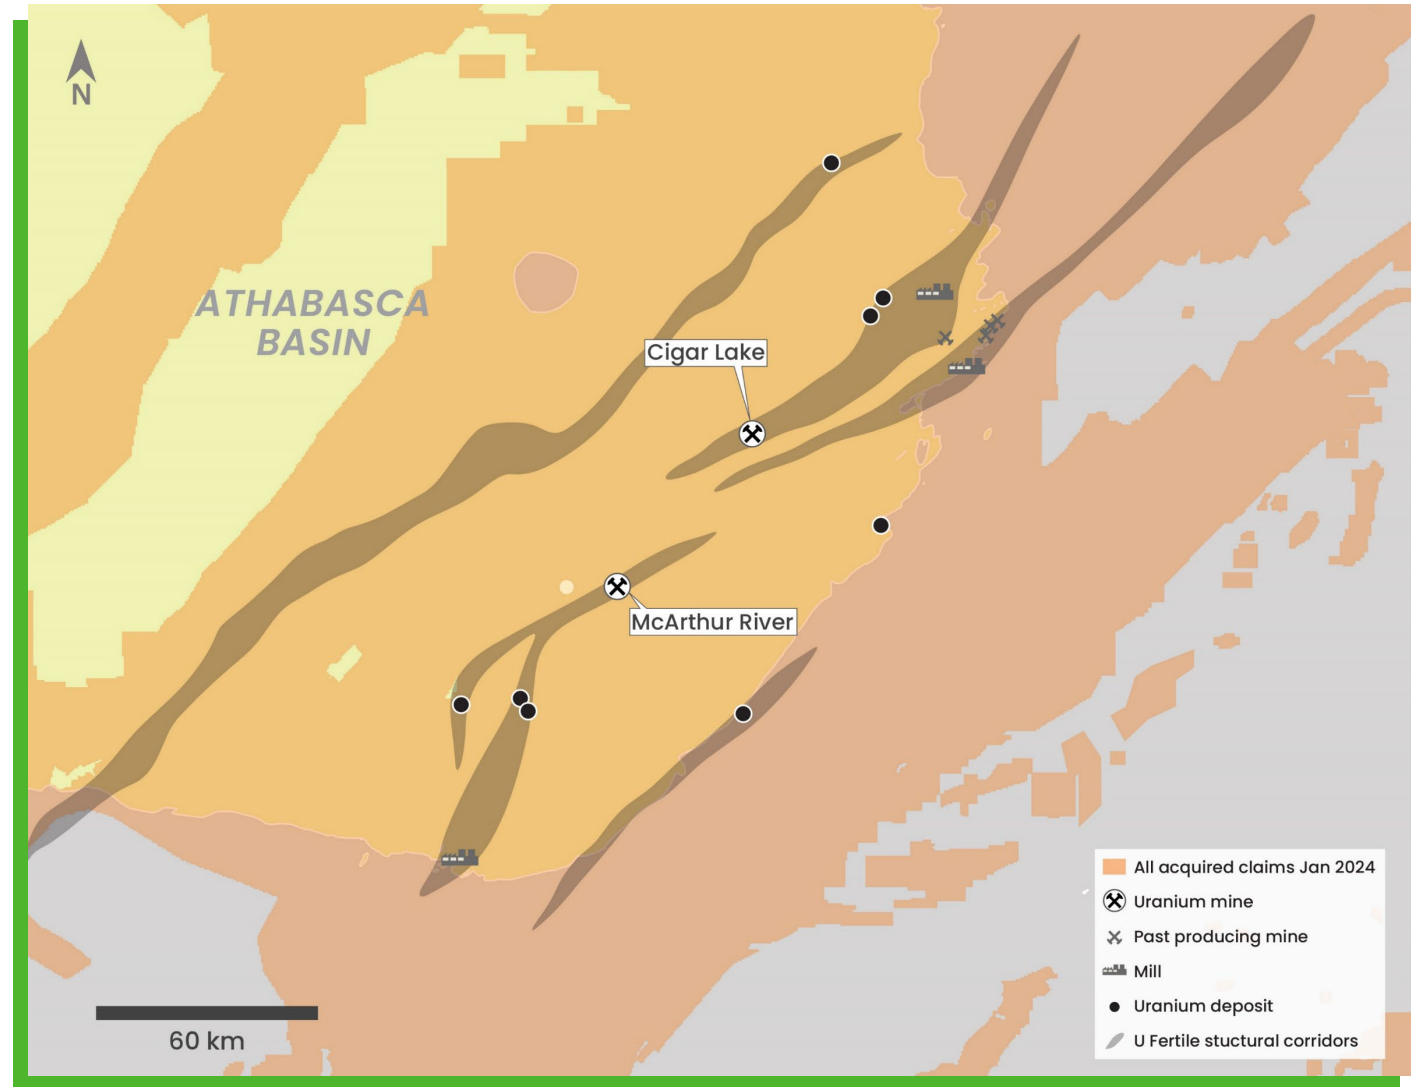 N
ATHABASCA
BASIN
Cigar Lake
McArthur River
60 km
All acquired claims Jan 2024
Uranium mine
Past producing mine
Mill
Uranium deposit
U Fertile stuctural corridors